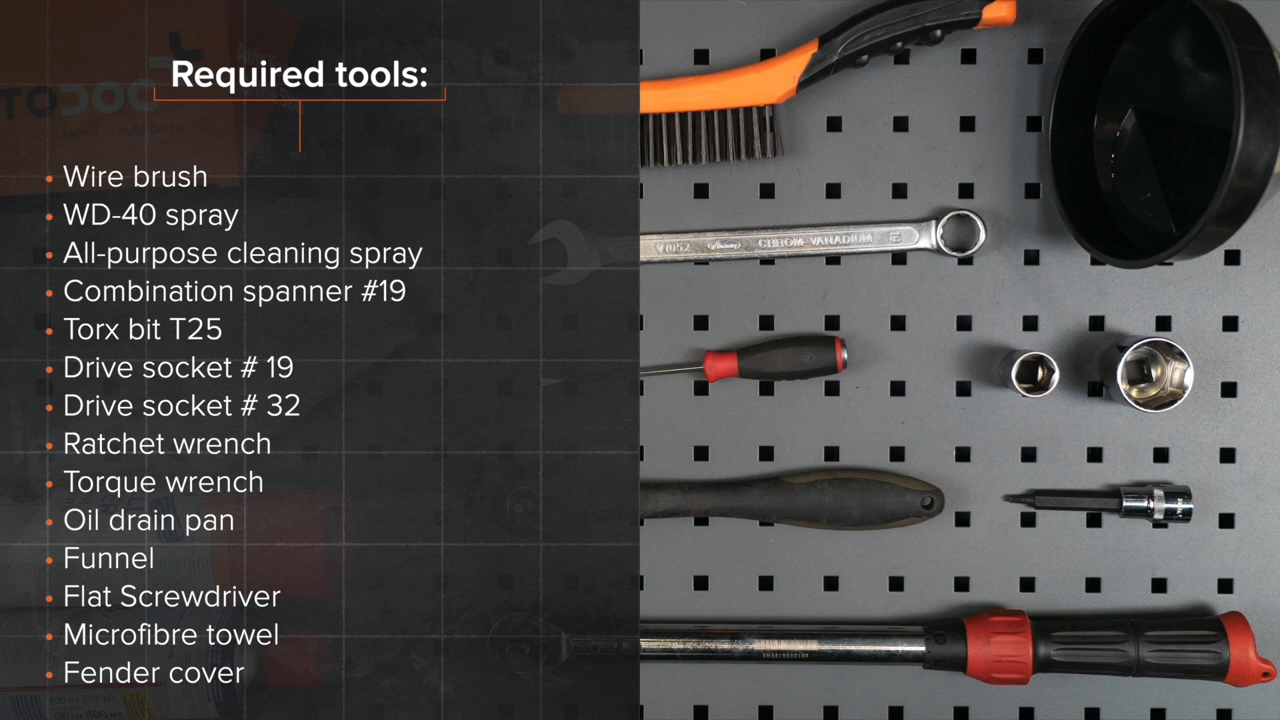 Required tools:
Wire brush
WD-40 spray
All-purpose cleaning spray
Combination spanner #19
Torx bit T25
Drive socket # 19
Drive socket # 32
Ratchet wrench
Torque wrench
Oil drain pan
Funnel
Flat Screwdriver
Microfibre towel
Fender cover
CHROM VANADIUM